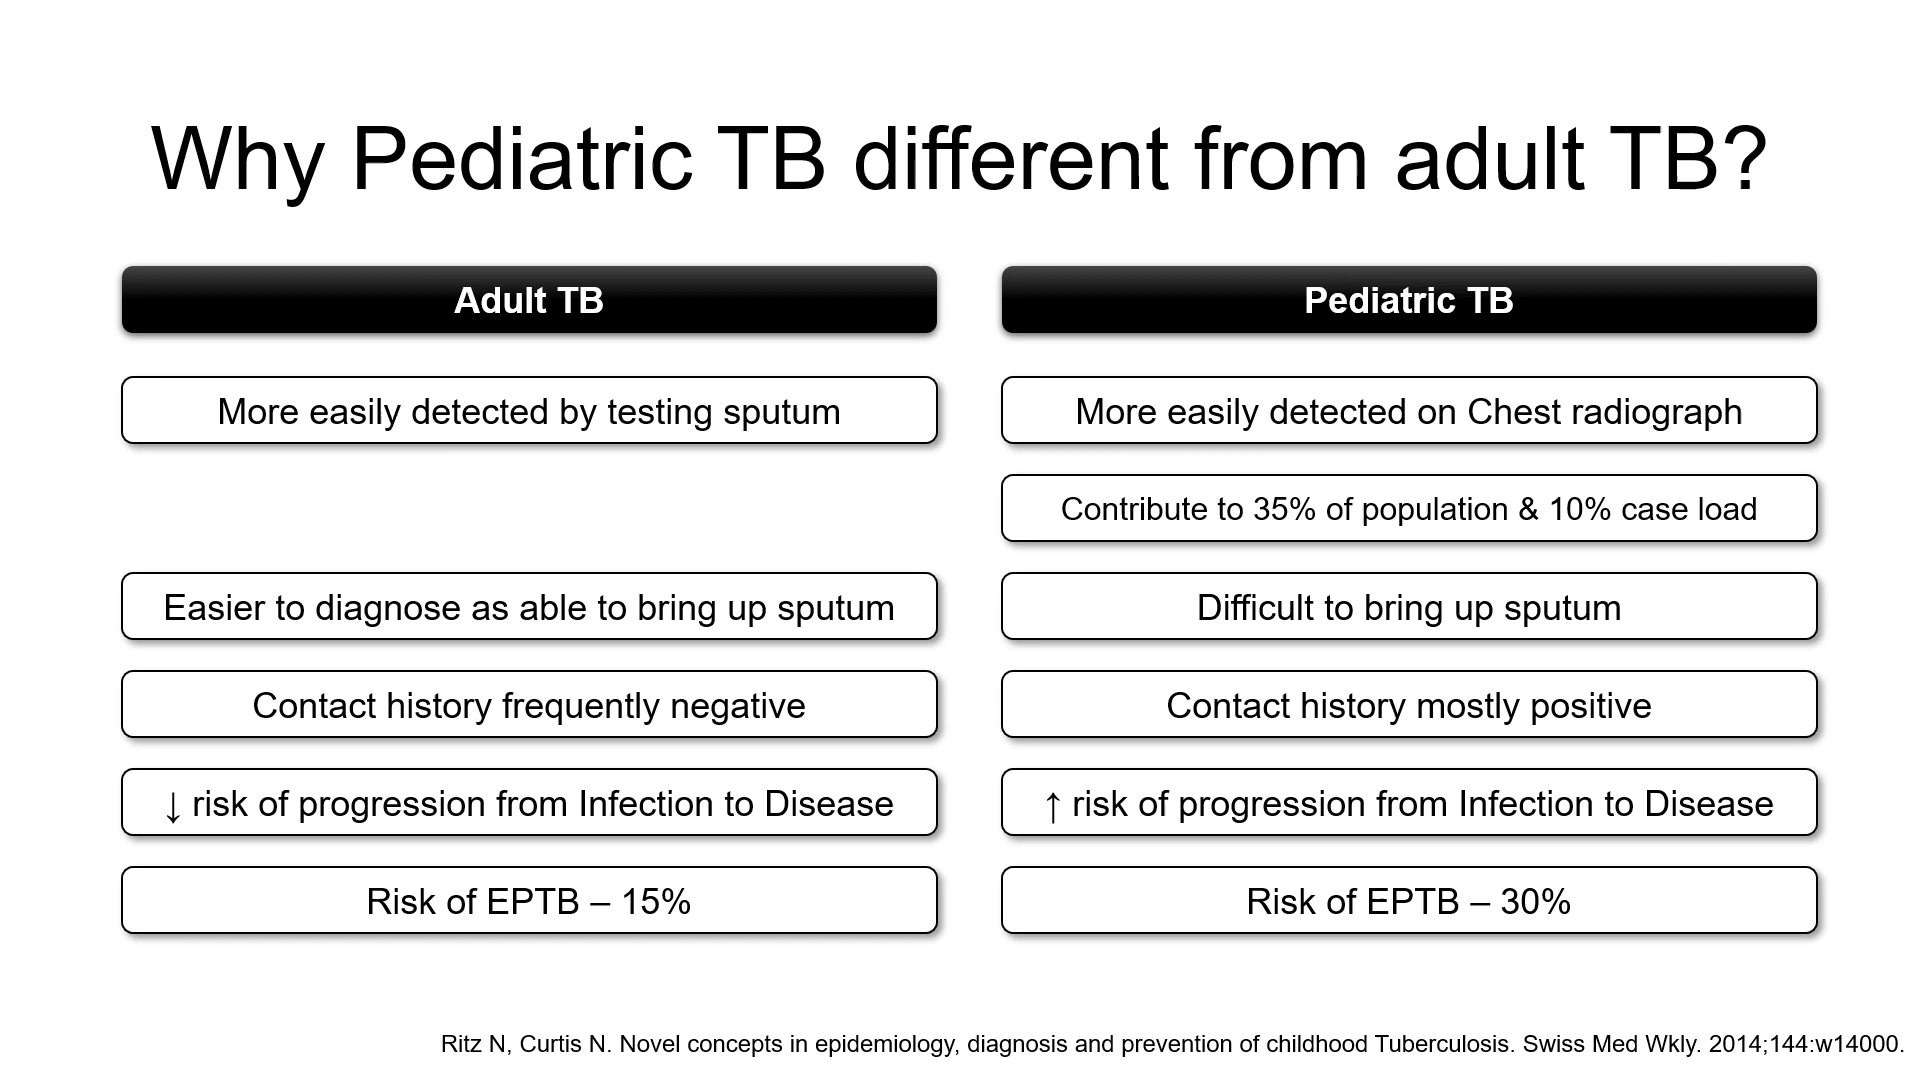 Why Pediatric TB different from adult TB?
Adult TB
Pediatric TB
More easily detected by testing sputum
More easily detected on Chest radiograph
Contribute to 35% of population & 10% case load
Easier to diagnose as able to bring up sputum
Difficult to bring up sputum
Contact history frequently negative
Contact history mostly positive
↓ risk of progression from Infection to Disease
↑ risk of progression from Infection to Disease
Risk of EPTB – 15%
Risk of EPTB – 30%
Ritz N, Curtis N. Novel concepts in epidemiology, diagnosis and prevention of childhood Tuberculosis. Swiss Med Wkly. 2014;144:w14000.